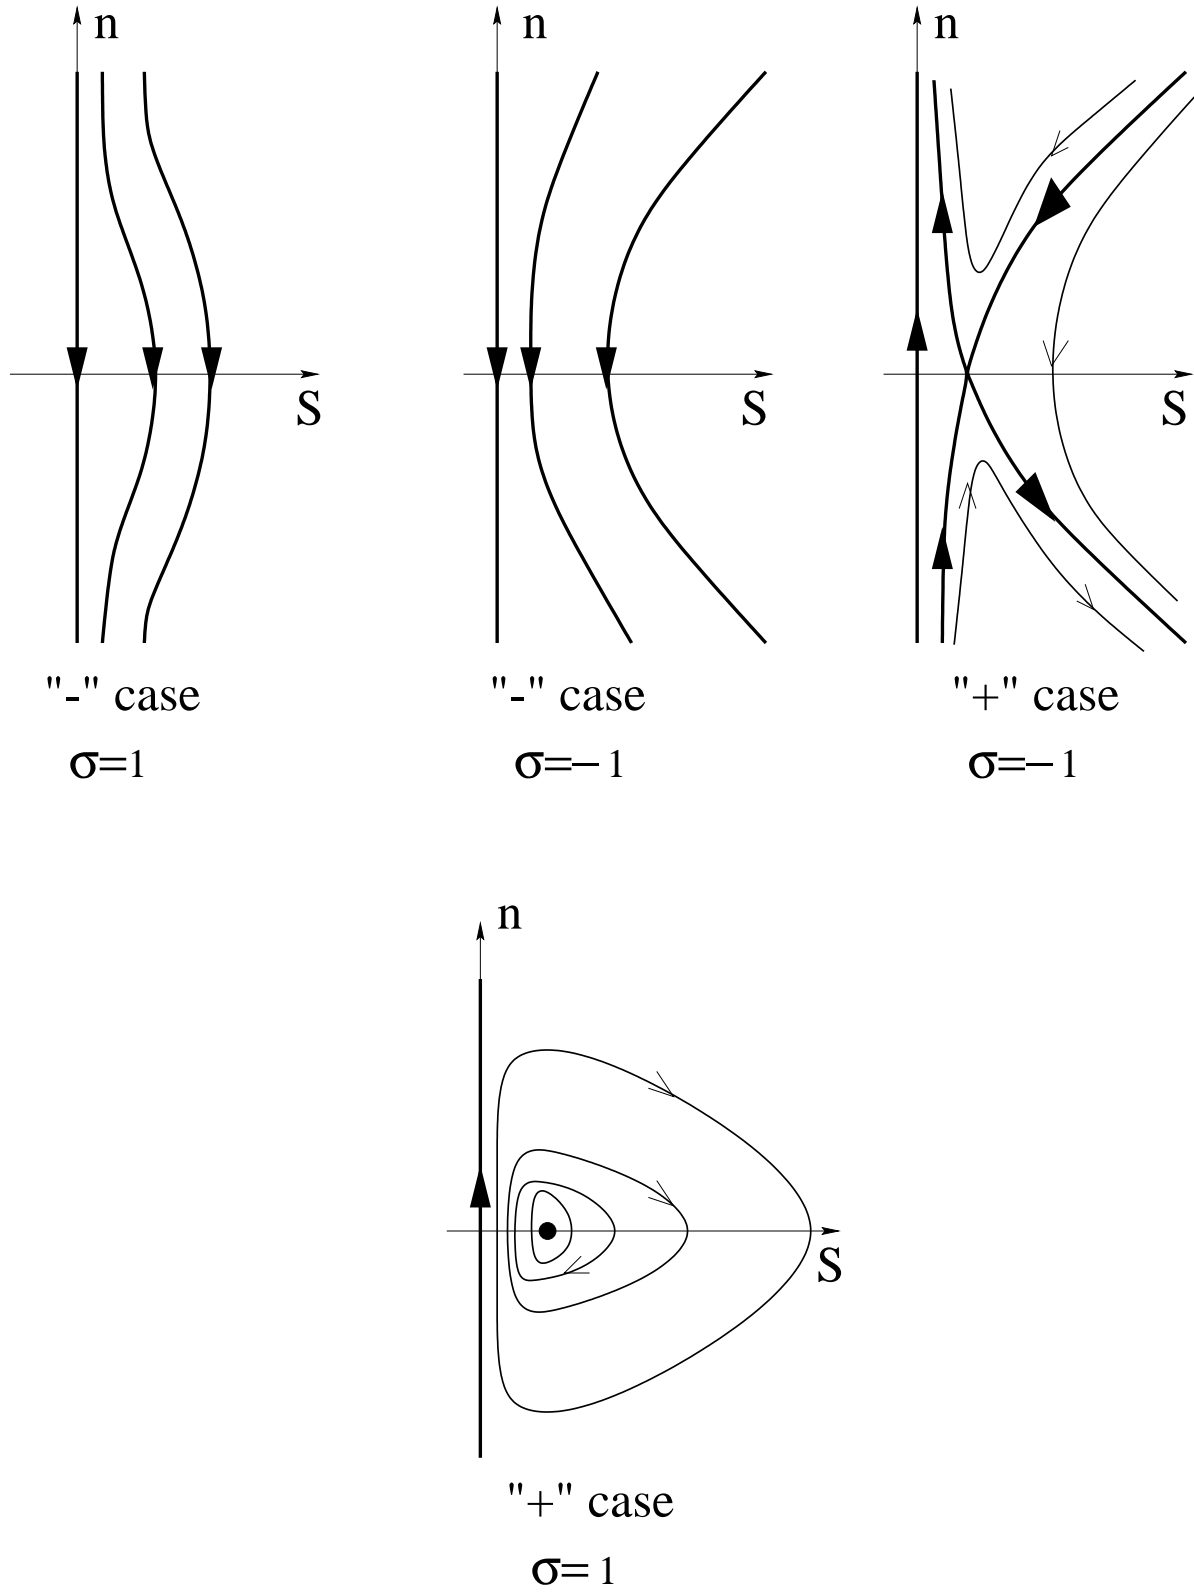 n n n
S S S
"-" case "-" case "+" case
σ=1 σ=−1 σ=−1
n
S
"+" case
σ=1